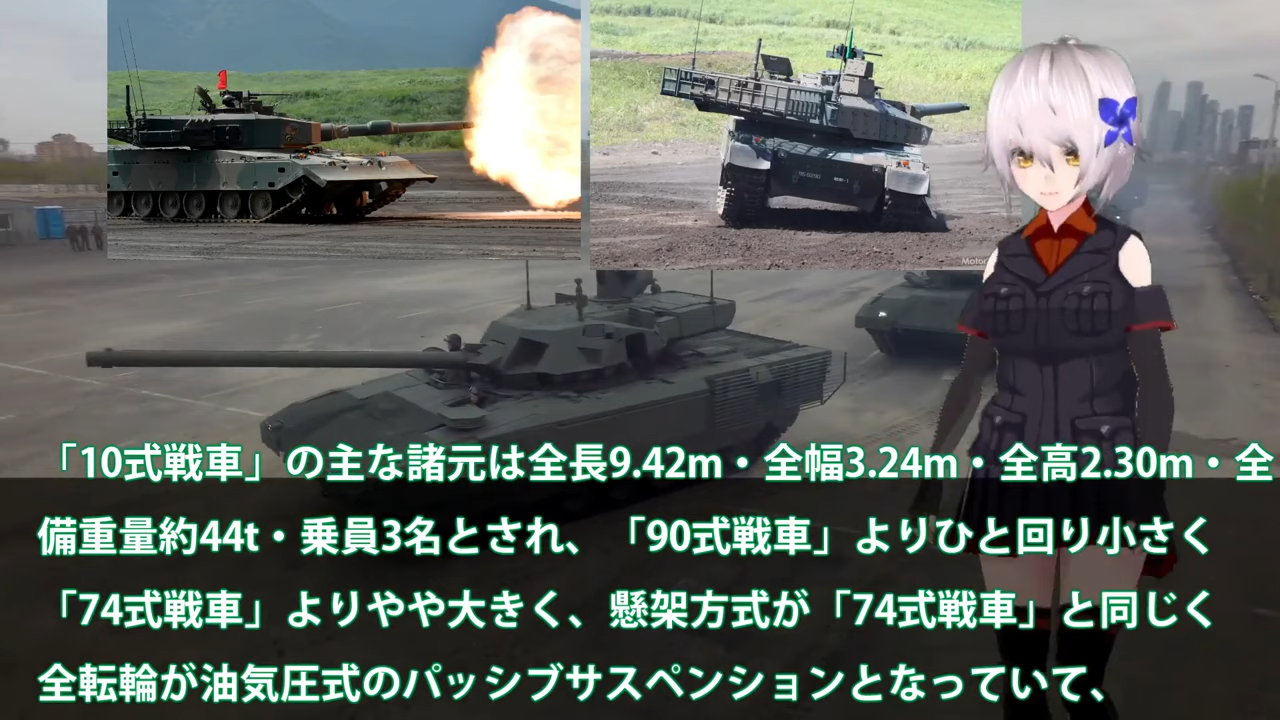 Motor
「10式戦車」の主な諸元は全長9.42m・全幅3.24m・全高2.30m・全
備重量約44t・乗員3名とされ、「90式戦車」よりひと回り小さく
「74式戦車」よりやや大きく、懸架方式が「74式戦車」と同じく
全転輪が油気圧式のパッシブサスペンションとなっていて、